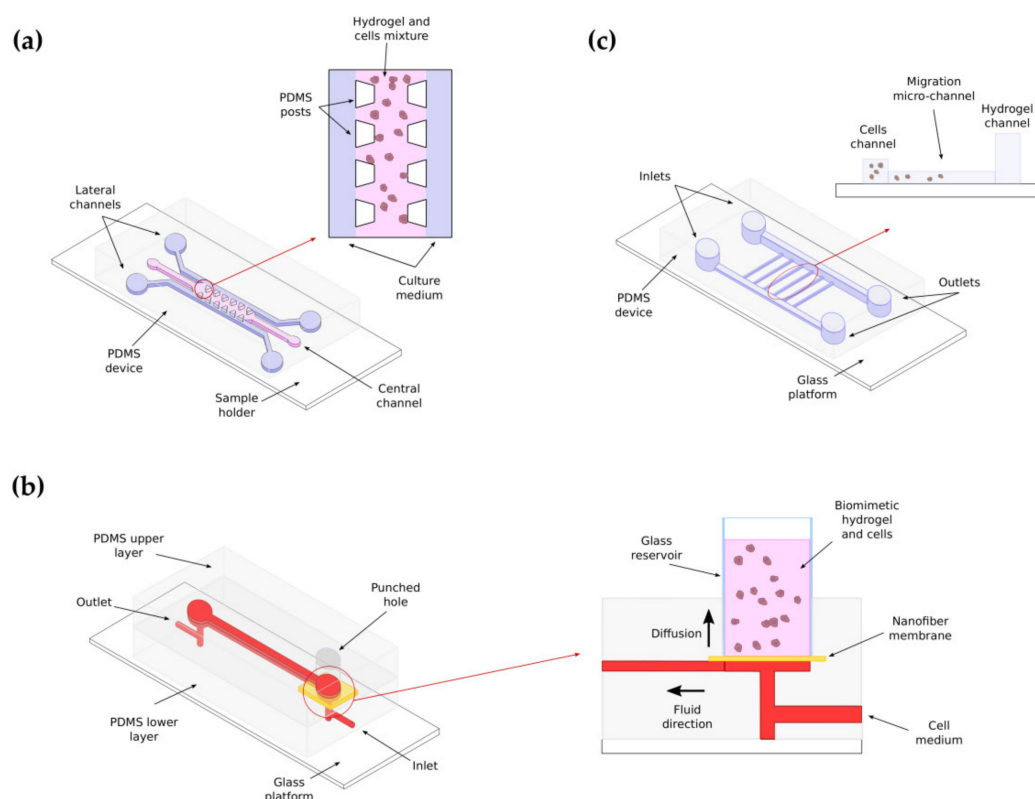 (a)
Hydrogel and
cells mixture
PDMS
posts
Lateral
channels
Culture
medium
PDMS
device
Sample
holder
Central
channel
(c)
Migration
micro-channel
Hydrogel
channel
Cells
channel
Inlets
PDMS
device
Outlets
Glass
platform
(b)
PDMS upper
layer
Outlet
Punched
hole
PDMS lower
layer
Glass
platform
Inlet
Glass
reservoir
Biomimetic
hydrogel
and cells
Diffusion
Nanofiber
membrane
Fluid
direction
Cell
medium